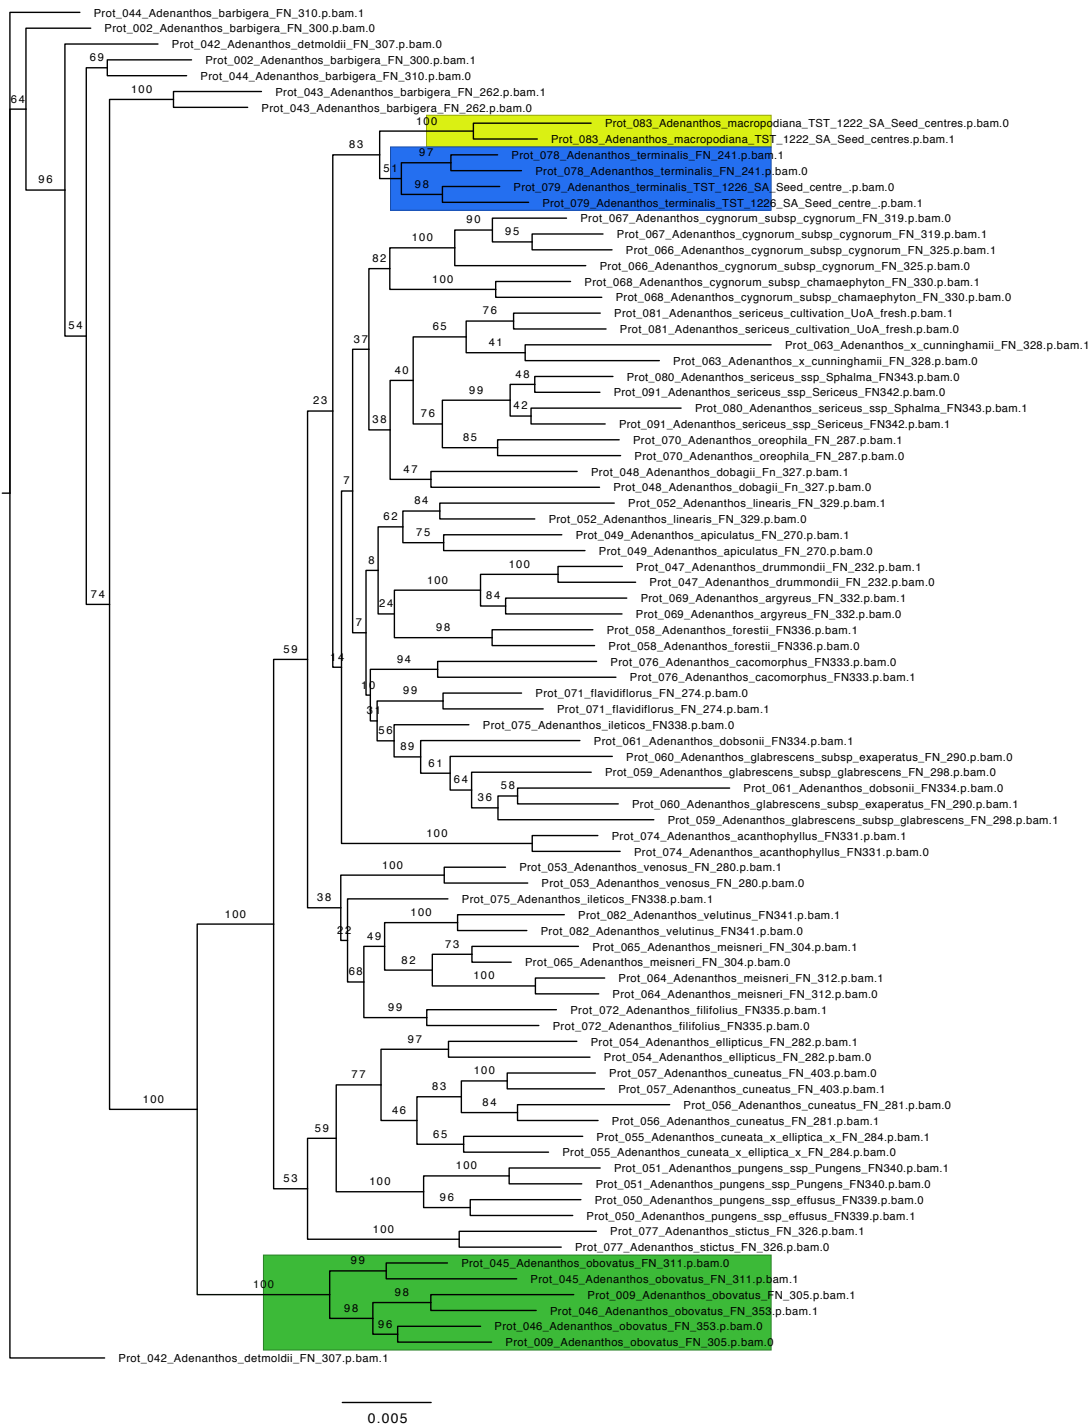 Prot_044_Adenanthos_barbigera_FN_310.p.bam.1
Prot_002_Adenanthos_barbigera_FN_300.p.bam.0
64
Prot_042_Adenanthos_detmoldii_FN_307.p.bam.0
96
69
Prot_002_Adenanthos_barbigera_FN_300.p.bam.1
Prot_044_Adenanthos_barbigera_FN_310.p.bam.0
54
100
Prot_043_Adenanthos_barbigera_FN_262.p.bam.1
Prot_043_Adenanthos_barbigera_FN_262.p.bam.0
74
100
Prot_083_Adenanthos_macropodiana_TST_1222_SA_Seed_centres.p.bam.0
Prot_083_Adenanthos_macropodiana_TST_1222_SA_Seed_centres.p.bam.1
83
97
Prot_078_Adenanthos_terminalis_FN_241.p.bam.1
51
Prot_078_Adenanthos_terminalis_FN_241.p.bam.0
98
Prot_079_Adenanthos_terminalis_TST_1226_SA_Seed_centre_.p.bam.0
Prot_079_Adenanthos_terminalis_TST_1226_SA_Seed_centre_.p.bam.1
90
Prot_067_Adenanthos_cygnorum_subsp_cygnorum_FN_319.p.bam.0
95
Prot_067_Adenanthos_cygnorum_subsp_cygnorum_FN_319.p.bam.1
100
Prot_066_Adenanthos_cygnorum_subsp_cygnorum_FN_325.p.bam.1
82
Prot_066_Adenanthos_cygnorum_subsp_cygnorum_FN_325.p.bam.0
100
Prot_068_Adenanthos_cygnorum_subsp_chamaephyton_FN_330.p.bam.1
Prot_068_Adenanthos_cygnorum_subsp_chamaephyton_FN_330.p.bam.0
76
Prot_081_Adenanthos_sericeus_cultivation_UoA_fresh.p.bam.1
65
Prot_081_Adenanthos_sericeus_cultivation_UoA_fresh.p.bam.0
37
41
Prot_063_Adenanthos_x_cunninghamii_FN_328.p.bam.1
Prot_063_Adenanthos_x_cunninghamii_FN_328.p.bam.0
40
48
Prot_080_Adenanthos_sericeus_ssp_Sphalma_FN343.p.bam.0
99
Prot_091_Adenanthos_sericeus_ssp_Sericeus_FN342.p.bam.0
23
42
Prot_080_Adenanthos_sericeus_ssp_Sphalma_FN343.p.bam.1
38
76
Prot_091_Adenanthos_sericeus_ssp_Sericeus_FN342.p.bam.1
85
Prot_070_Adenanthos_oreophila_FN_287.p.bam.1
Prot_070_Adenanthos_oreophila_FN_287.p.bam.0
47
Prot_048_Adenanthos_dobagii_Fn_327.p.bam.1
7
Prot_048_Adenanthos_dobagii_Fn_327.p.bam.0
84
Prot_052_Adenanthos_linearis_FN_329.p.bam.1
62
Prot_052_Adenanthos_linearis_FN_329.p.bam.0
75
Prot_049_Adenanthos_apiculatus_FN_270.p.bam.1
Prot_049_Adenanthos_apiculatus_FN_270.p.bam.0
8
100
Prot_047_Adenanthos_drummondii_FN_232.p.bam.1
100
Prot_047_Adenanthos_drummondii_FN_232.p.bam.0
84
Prot_069_Adenanthos_argyreus_FN_332.p.bam.1
24
Prot_069_Adenanthos_argyreus_FN_332.p.bam.0
7
98
Prot_058_Adenanthos_forestii_FN336.p.bam.1
Prot_058_Adenanthos_forestii_FN336.p.bam.0
59
14
94
Prot_076_Adenanthos_cacomorphus_FN333.p.bam.0
Prot_076_Adenanthos_cacomorphus_FN333.p.bam.1
10
99
Prot_071_flavidiflorus_FN_274.p.bam.0
31
Prot_071_flavidiflorus_FN_274.p.bam.1
56
Prot_075_Adenanthos_ileticos_FN338.p.bam.0
89
Prot_061_Adenanthos_dobsonii_FN334.p.bam.1
61
Prot_060_Adenanthos_glabrescens_subsp_exaperatus_FN_290.p.bam.0
64
Prot_059_Adenanthos_glabrescens_subsp_glabrescens_FN_298.p.bam.0
58
Prot_061_Adenanthos_dobsonii_FN334.p.bam.0
36
Prot_060_Adenanthos_glabrescens_subsp_exaperatus_FN_290.p.bam.1
Prot_059_Adenanthos_glabrescens_subsp_glabrescens_FN_298.p.bam.1
100
Prot_074_Adenanthos_acanthophyllus_FN331.p.bam.1
Prot_074_Adenanthos_acanthophyllus_FN331.p.bam.0
100
Prot_053_Adenanthos_venosus_FN_280.p.bam.1
Prot_053_Adenanthos_venosus_FN_280.p.bam.0
38
Prot_075_Adenanthos_ileticos_FN338.p.bam.1
100
100
Prot_082_Adenanthos_velutinus_FN341.p.bam.1
22
Prot_082_Adenanthos_velutinus_FN341.p.bam.0
49
73
Prot_065_Adenanthos_meisneri_FN_304.p.bam.1
82
Prot_065_Adenanthos_meisneri_FN_304.p.bam.0
68
100
Prot_064_Adenanthos_meisneri_FN_312.p.bam.1
Prot_064_Adenanthos_meisneri_FN_312.p.bam.0
99
Prot_072_Adenanthos_filifolius_FN335.p.bam.1
Prot_072_Adenanthos_filifolius_FN335.p.bam.0
97
Prot_054_Adenanthos_ellipticus_FN_282.p.bam.1
Prot_054_Adenanthos_ellipticus_FN_282.p.bam.0
77
100
Prot_057_Adenanthos_cuneatus_FN_403.p.bam.0
83
Prot_057_Adenanthos_cuneatus_FN_403.p.bam.1
100
84
Prot_056_Adenanthos_cuneatus_FN_281.p.bam.0
46
Prot_056_Adenanthos_cuneatus_FN_281.p.bam.1
59
65
Prot_055_Adenanthos_cuneata_x_elliptica_x_FN_284.p.bam.1
Prot_055_Adenanthos_cuneata_x_elliptica_x_FN_284.p.bam.0
100
Prot_051_Adenanthos_pungens_ssp_Pungens_FN340.p.bam.1
53
100
Prot_051_Adenanthos_pungens_ssp_Pungens_FN340.p.bam.0
96
Prot_050_Adenanthos_pungens_ssp_effusus_FN339.p.bam.0
Prot_050_Adenanthos_pungens_ssp_effusus_FN339.p.bam.1
100
Prot_077_Adenanthos_stictus_FN_326.p.bam.1
Prot_077_Adenanthos_stictus_FN_326.p.bam.0
99
Prot_045_Adenanthos_obovatus_FN_311.p.bam.0
100
Prot_045_Adenanthos_obovatus_FN_311.p.bam.1
98
Prot_009_Adenanthos_obovatus_FN_305.p.bam.1
98
Prot_046_Adenanthos_obovatus_FN_353.p.bam.1
96
Prot_046_Adenanthos_obovatus_FN_353.p.bam.0
Prot_009_Adenanthos_obovatus_FN_305.p.bam.0
Prot_042_Adenanthos_detmoldii_FN_307.p.bam.1
0.005